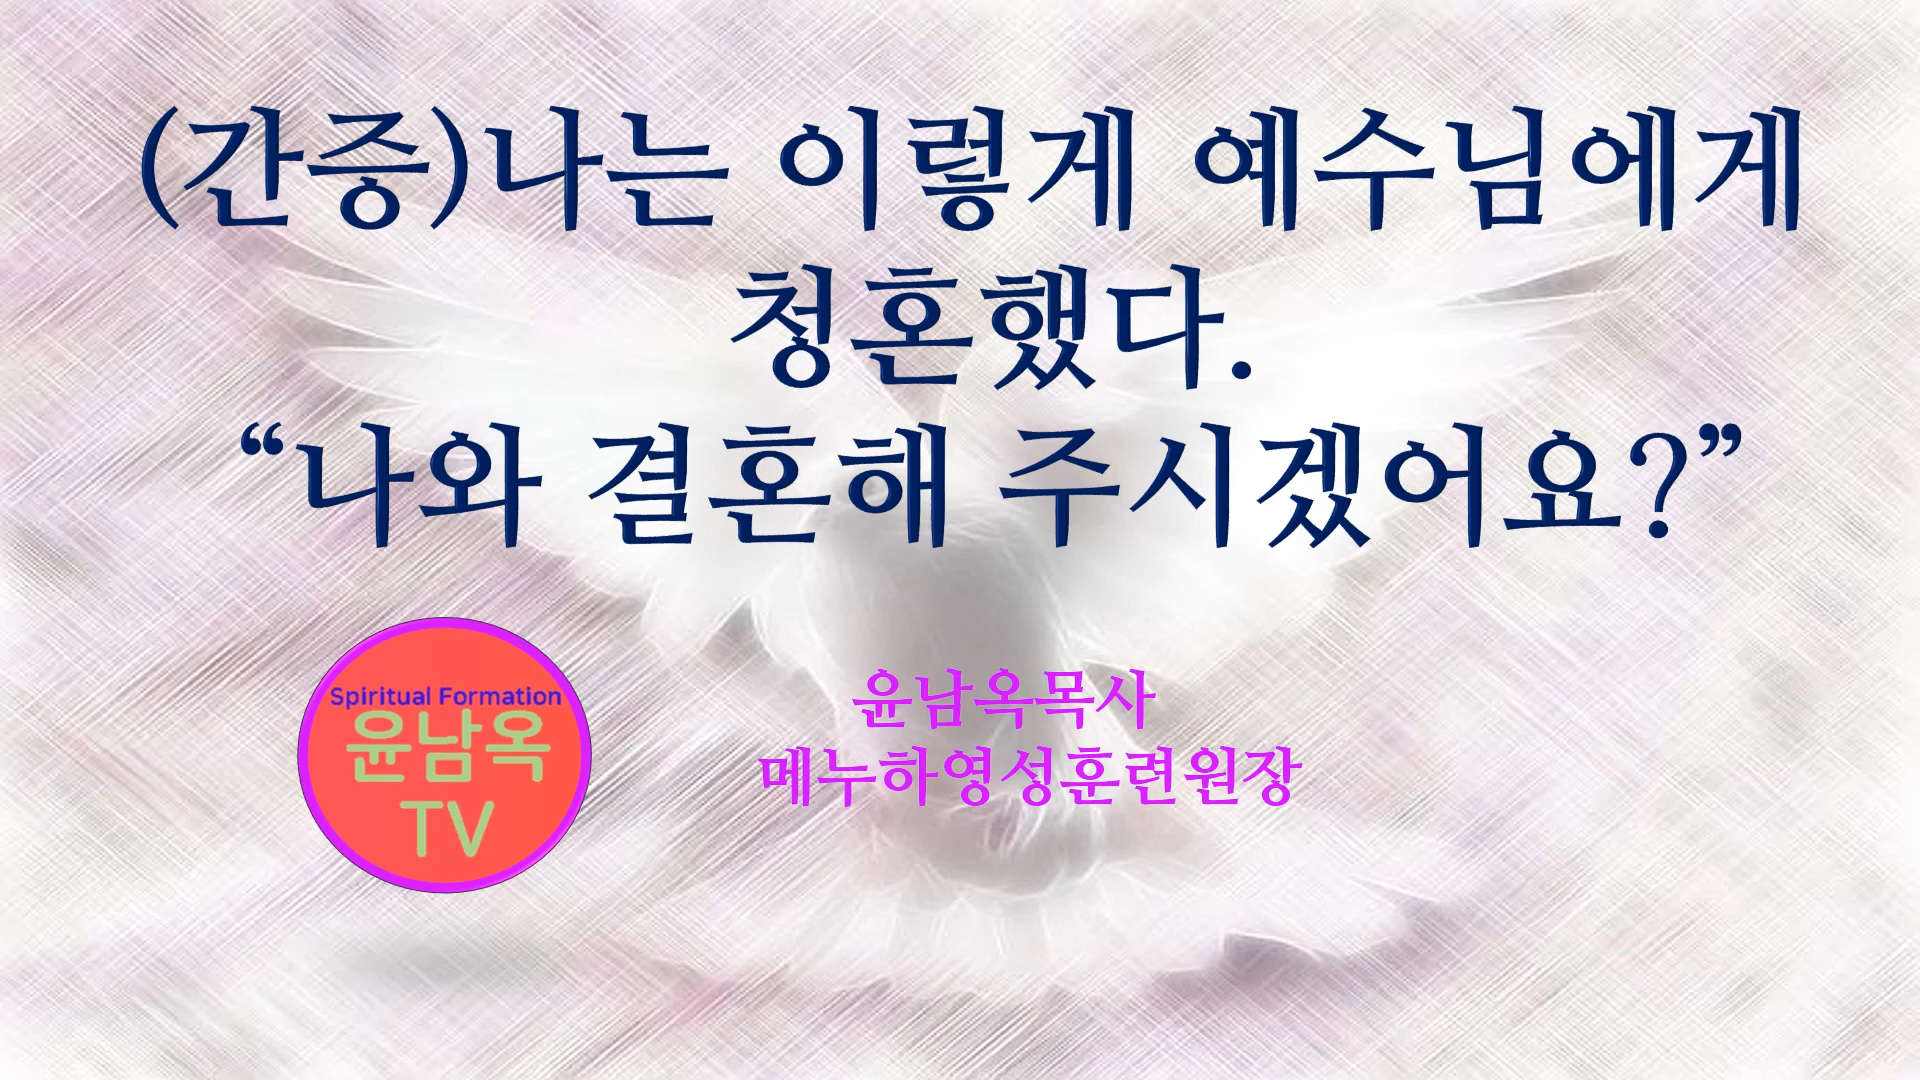 (간증)나는 이렇게 예수님에게
청혼했다.
“나와 결혼해 주시겠어요?”
Spiritual Formation
윤남옥
TV
윤남옥목사
메누하영성훈련원장